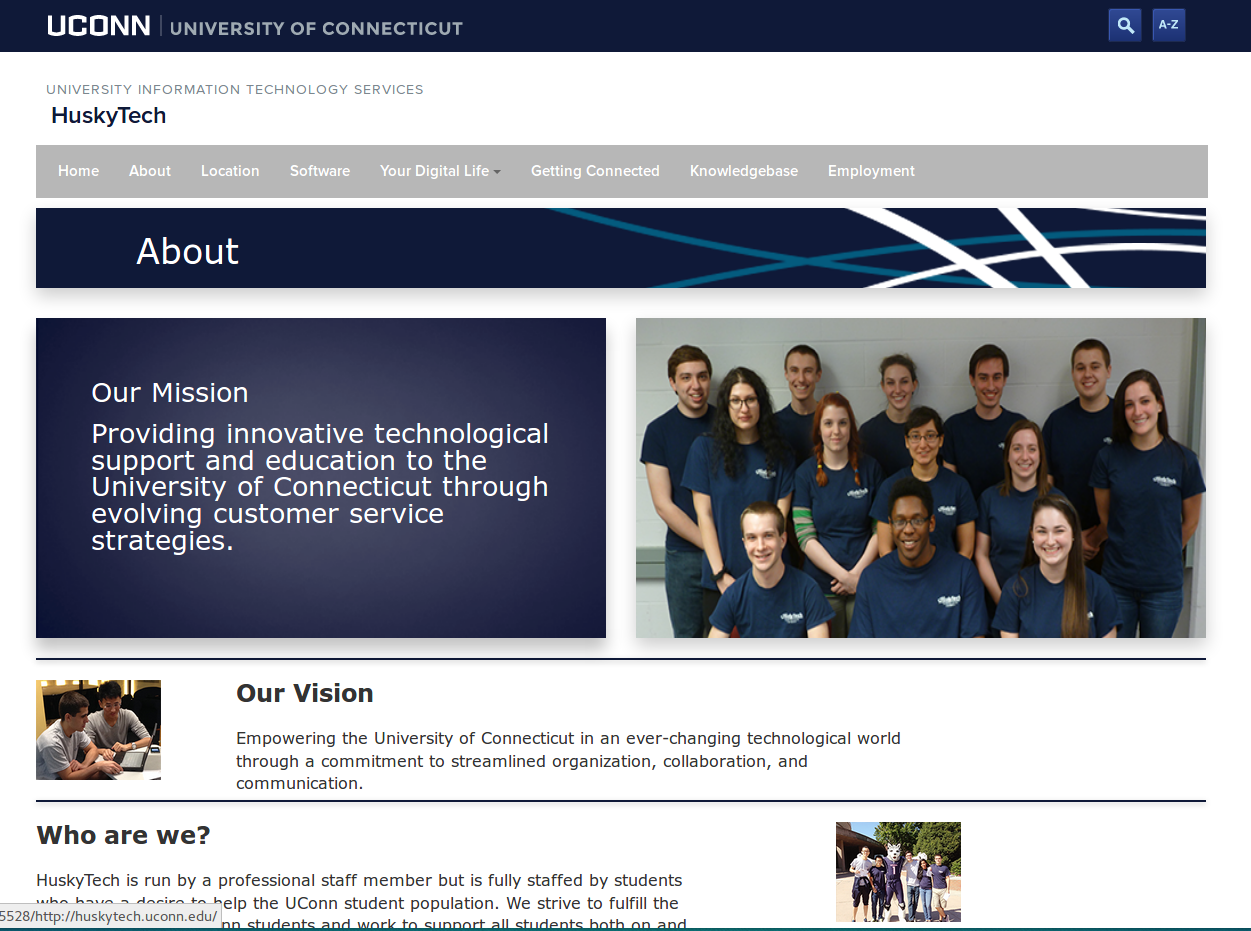 UCONN UNIVERSITY OF CONNECTICUT
A-Z
UNIVERSITY INFORMATION TECHNOLOGY SERVICES
HuskyTech
Home About Location Software Your Digital Life Getting Connected Knowledgebase Employment
About
Our Mission
Providing innovative technological
support and education to the
University of Connecticut through
evolving customer service
strategies.
Our Vision
Empowering the University of Connecticut in an ever-changing technological world
through a commitment to streamlined organization, collaboration, and
communication.
Who are we?
HuskyTech is run by a professional staff member but is fully staffed by students
who have a desire to help the UConn student population. We strive to fulfill the
students and work to support all students both on and
5528/http://huskytech.uconn.edu/